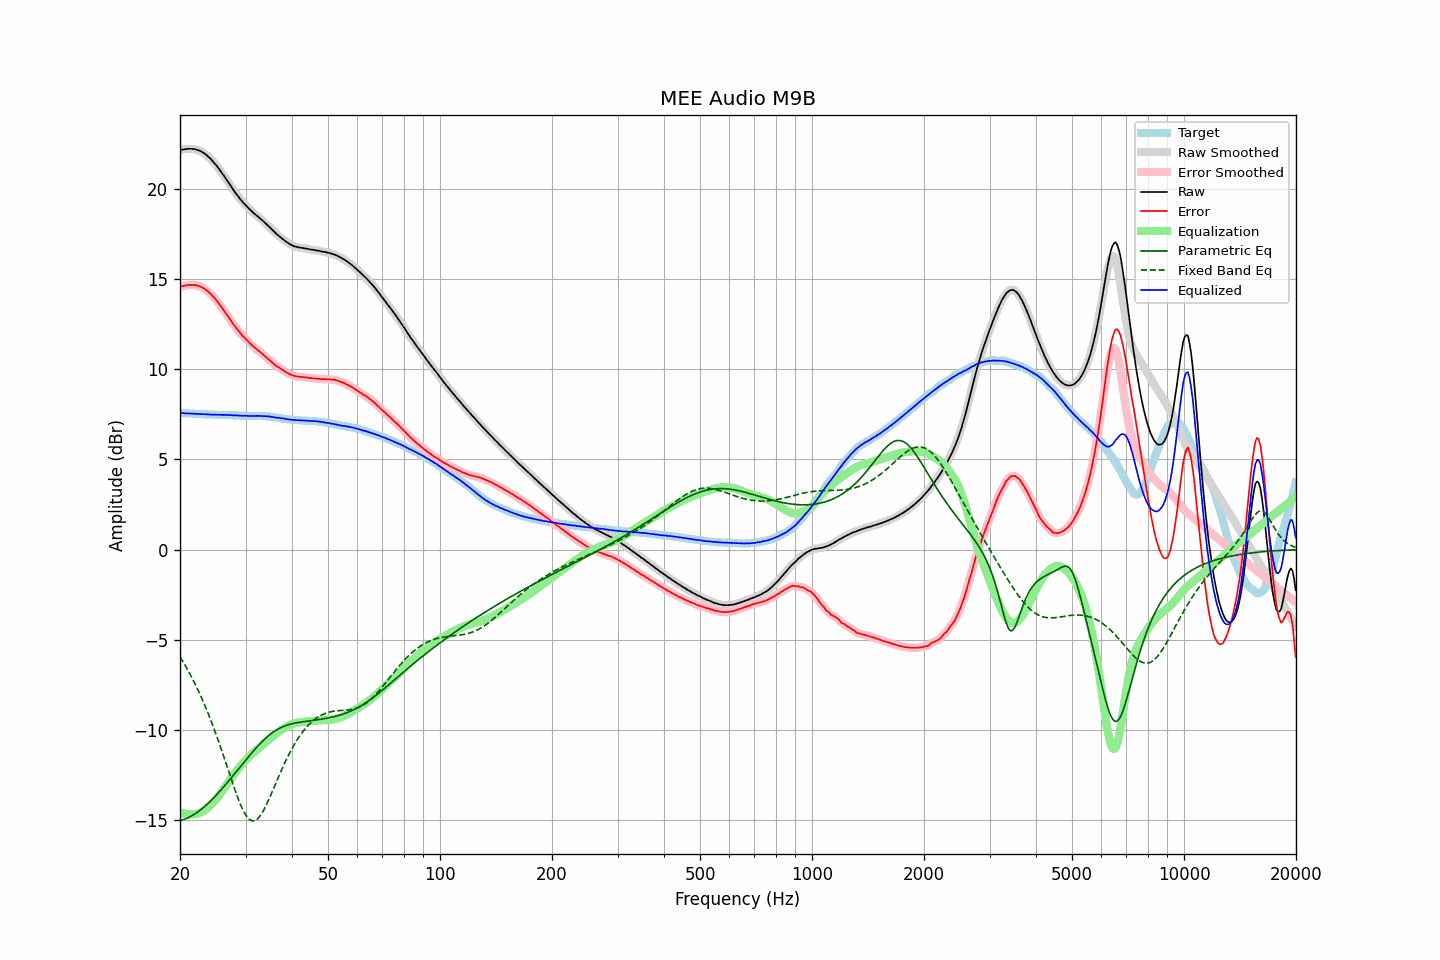 MEE Audio M9B
Amplitude (dBr)
20
15
10
5
0
−5
−10
−15
Target
Raw Smoothed
Error Smoothed
Raw
Error
Equalization
Parametric Eq
Fixed Band Eq
Equalized
20 50 100 200 500 1000 2000 5000 10000 20000
Frequency (Hz)